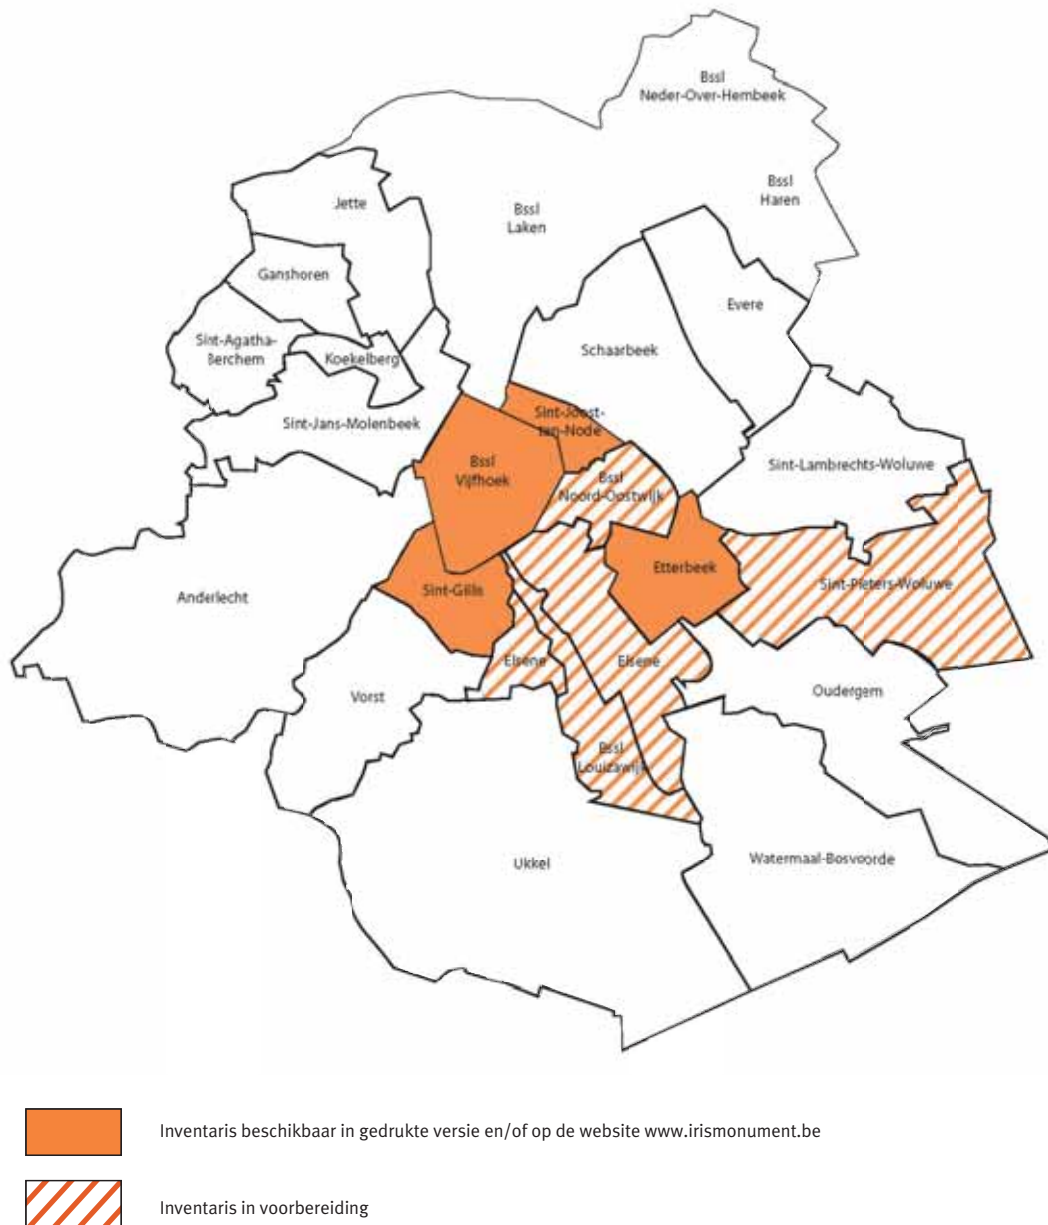 Bssl
Neder-Over-Hembeek
Bssl
Haren
Jette
Bssl
Laken
Ganshoren
Evere
Sint-Agatha-
Berchem
Koekelberg
Schaarbeek
Sint-Jans-Molenbeek
Sint-Joost-
ten-Node
Bssl
Vijfhoek
Sint-Lambrechts-Woluwe
Bssl
Noord-Oostwijk
Etterbeek
Sint-Pieters-Woluwe
Anderlecht
Sint-Gillis
Elsene
Elsene
Vorst
Oudergem
Bssl
Louizawijk
Ukkel
Watermaal-Bosvoorde
Inventaris beschikbaar in gedrukte versie en/of op de website www.irismonument.be
Inventaris in voorbereiding